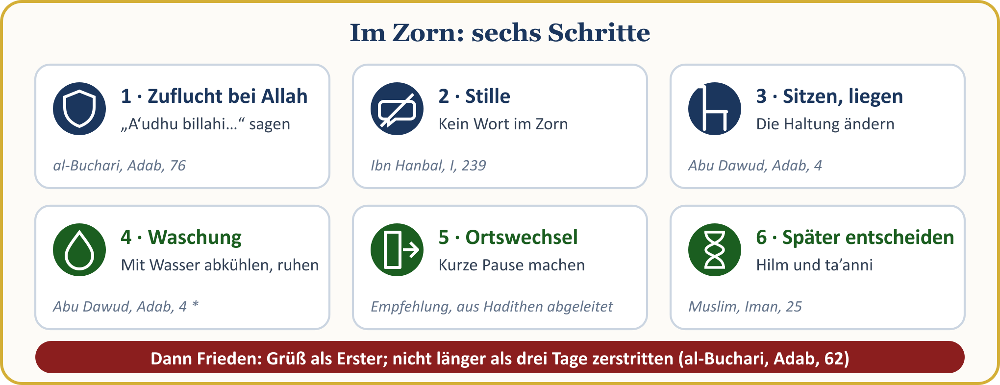 Im Zorn: sechs Schritte
1 · Zuflucht bei Allah
„A‘udhu billahi…“ sagen
al-Buchari, Adab, 76
2 · Stille
Kein Wort im Zorn
Ibn Hanbal, I, 239
3 · Sitzen, liegen
Die Haltung ändern
Abu Dawud, Adab, 4
4 · Waschung
Mit Wasser abkühlen, ruhen
Abu Dawud, Adab, 4 *
5 · Ortswechsel
Kurze Pause machen
Empfehlung, aus Hadithen abgeleitet
6 · Später entscheiden
Hilm und ta’anni
Muslim, Iman, 25
Dann Frieden: Grüß als Erster; nicht länger als drei Tage zerstritten (al-Buchari, Adab, 62)